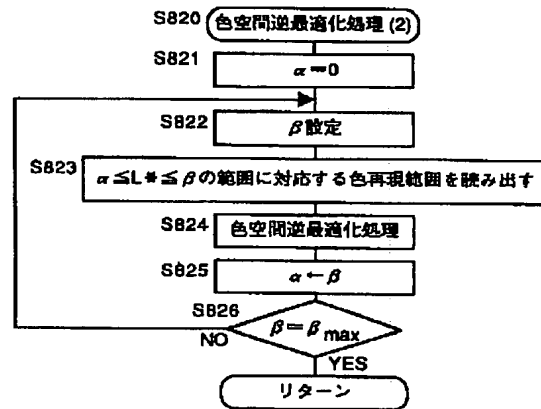 S820 色空間逆最適化処理(2)
S821
α=0
S822 β設定
S823
α≦L*≦βの範囲に対応する色再現範囲を読み出す
S824 色空間逆最適化処理
S825 α←β
S826
β=βmax
NO
YES
リターン